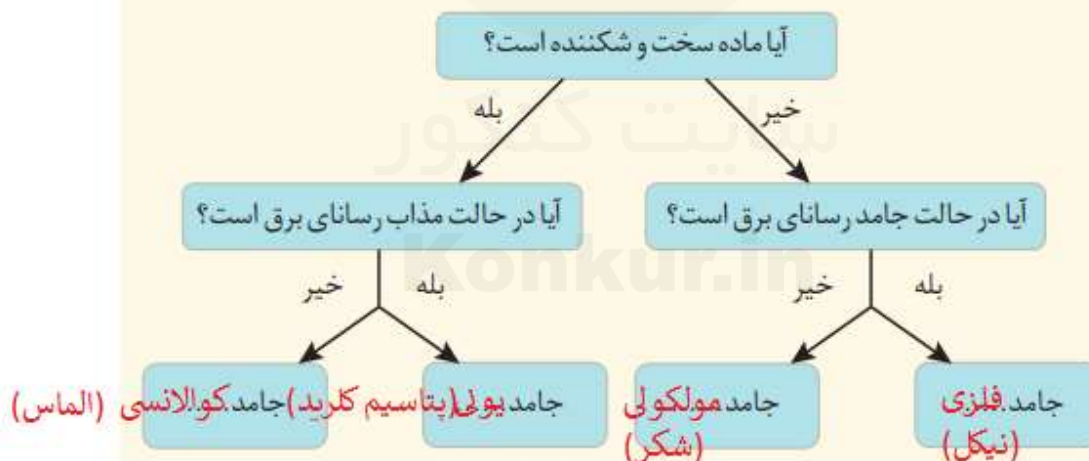 آیا ماده سخت و شکننده است؟
بله
خیر
سایت کنکور
آیا در حالت جامد رسانای برق است؟
آیا در حالت مذاب رسانای برق است؟
Konkur.in
بله
خیر
بله
خیر
جامد فلزی
(نیکل)
جامد مولکولی
(شکر)
جامد یونی (پتاسیم کلرید)
جامد کوالانسی (الماس)